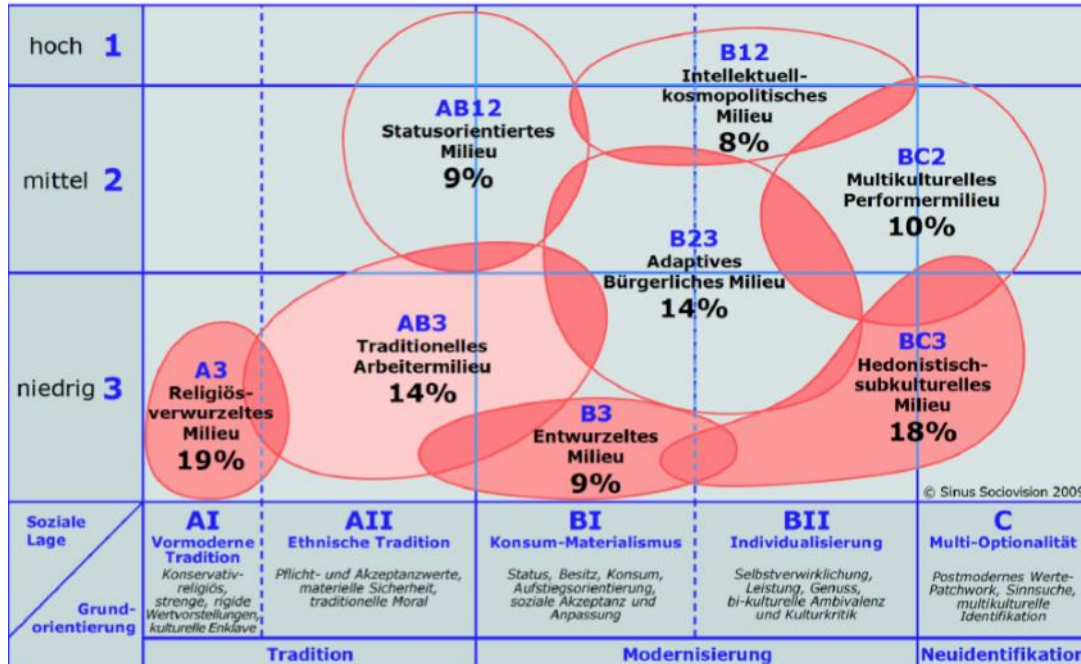 hoch 1
mittel 2
niedrig 3
B12
Intellektuell-
kosmopolitisches
Milieu
8%
AB12
Statusorientiertes
Milieu
9%
BC2
Multikulturelles
Performermilieu
10%
B23
Adaptives
Bürgerliches Milieu
14%
AB3
Traditionelles
Arbeitermilieu
14%
A3
Religiös-
verwurzeltes
Milieu
19%
B3
Entwurzeltes
Milieu
9%
BC3
Hedonistisch-
subkulturelles
Milieu
18%
© Sinus Sociovision 2009
Soziale
Lage
Grund-
orientierung
AI
Vormoderne
Tradition
Konservativ-
religiös,
strenge, rigide
Wertvorstellungen,
kulturelle Enklave
AII
Ethnische Tradition
Pflicht- und Akzeptanzwerte,
materielle Sicherheit,
traditionelle Moral
BI
Konsum-Materialismus
Status, Besitz, Konsum,
Aufstiegsorientierung,
soziale Akzeptanz und
Anpassung
BII
Individualisierung
Selbstverwirklichung,
Leistung, Genuss,
bi-kulturelle Ambivalenz
und Kulturkritik
C
Multi-Optionalität
Postmodernes Werte-
Patchwork, Sinnsuche,
multikulturelle
Identifikation
Tradition
Modernisierung
Neuidentifikation